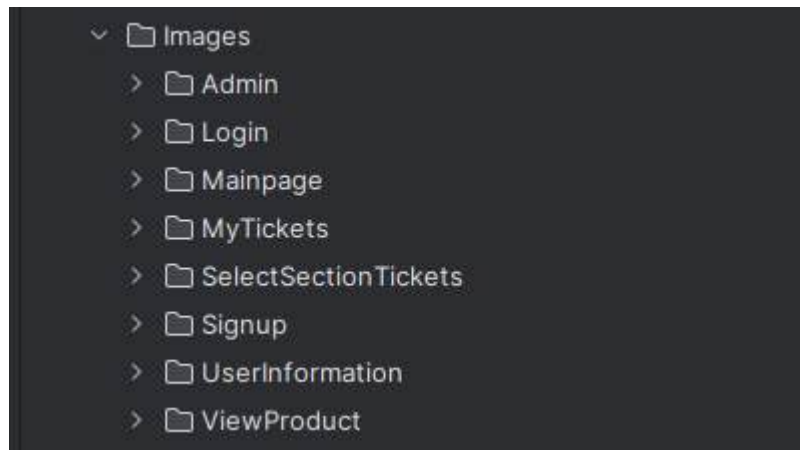 Images
Admin
Login
Mainpage
MyTickets
SelectSectionTickets
Signup
UserInformation
ViewProduct